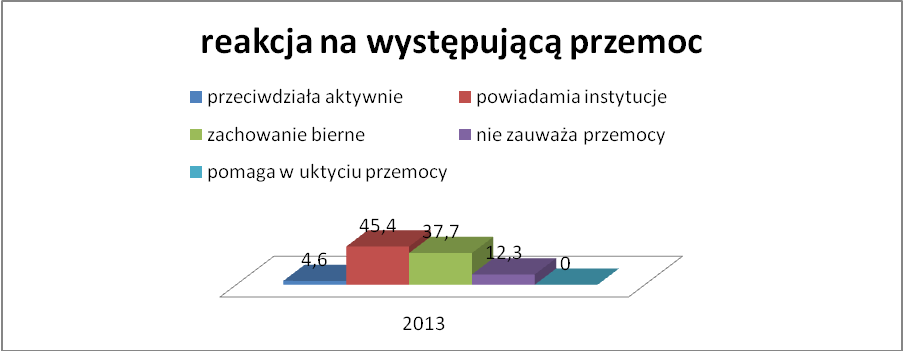 reakcja na występującą przemoc
przeciwdziała aktywnie
powiadamia instytucje
zachowanie bierne
nie zauważa przemocy
pomaga w uktyciu przemocy
4,6
45,4
37,7
12,3
0
2013